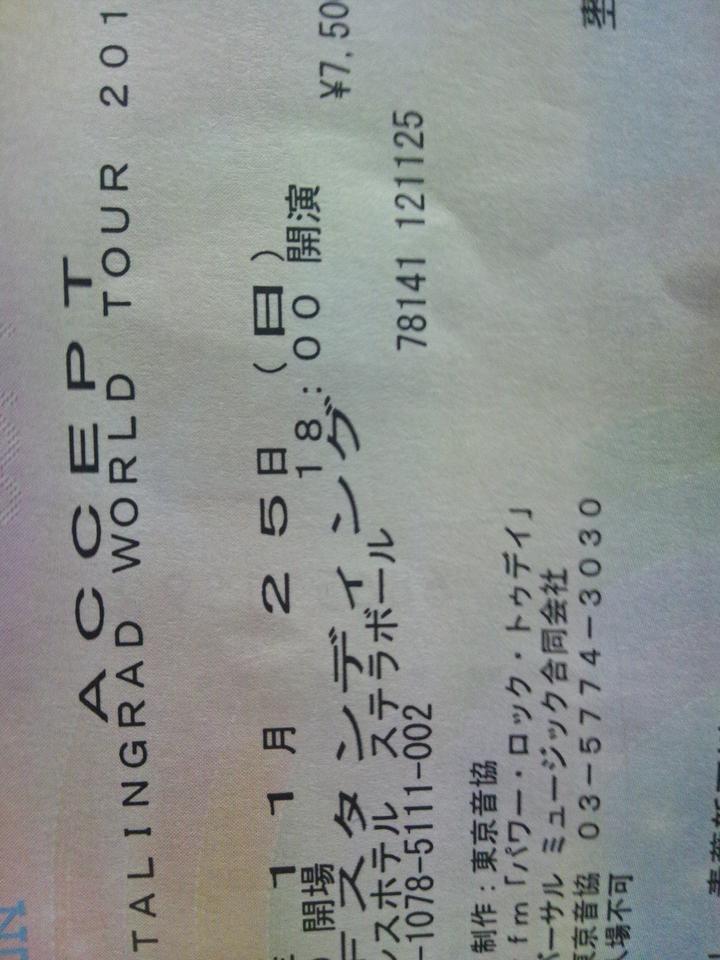 ACCEPT
TALINGRAD WORLD TOUR 201
11月 25日(日)
開場 18:00 開演
スタンディング ¥7,50
ンスホテル ステラボール
-1078-5111-002 78141 121125
制作:東京音協
fm「パワー・ロック・トゥデイ」
バーサル ミュージック合同会社
東京音協 03-5774-3030
入場不可